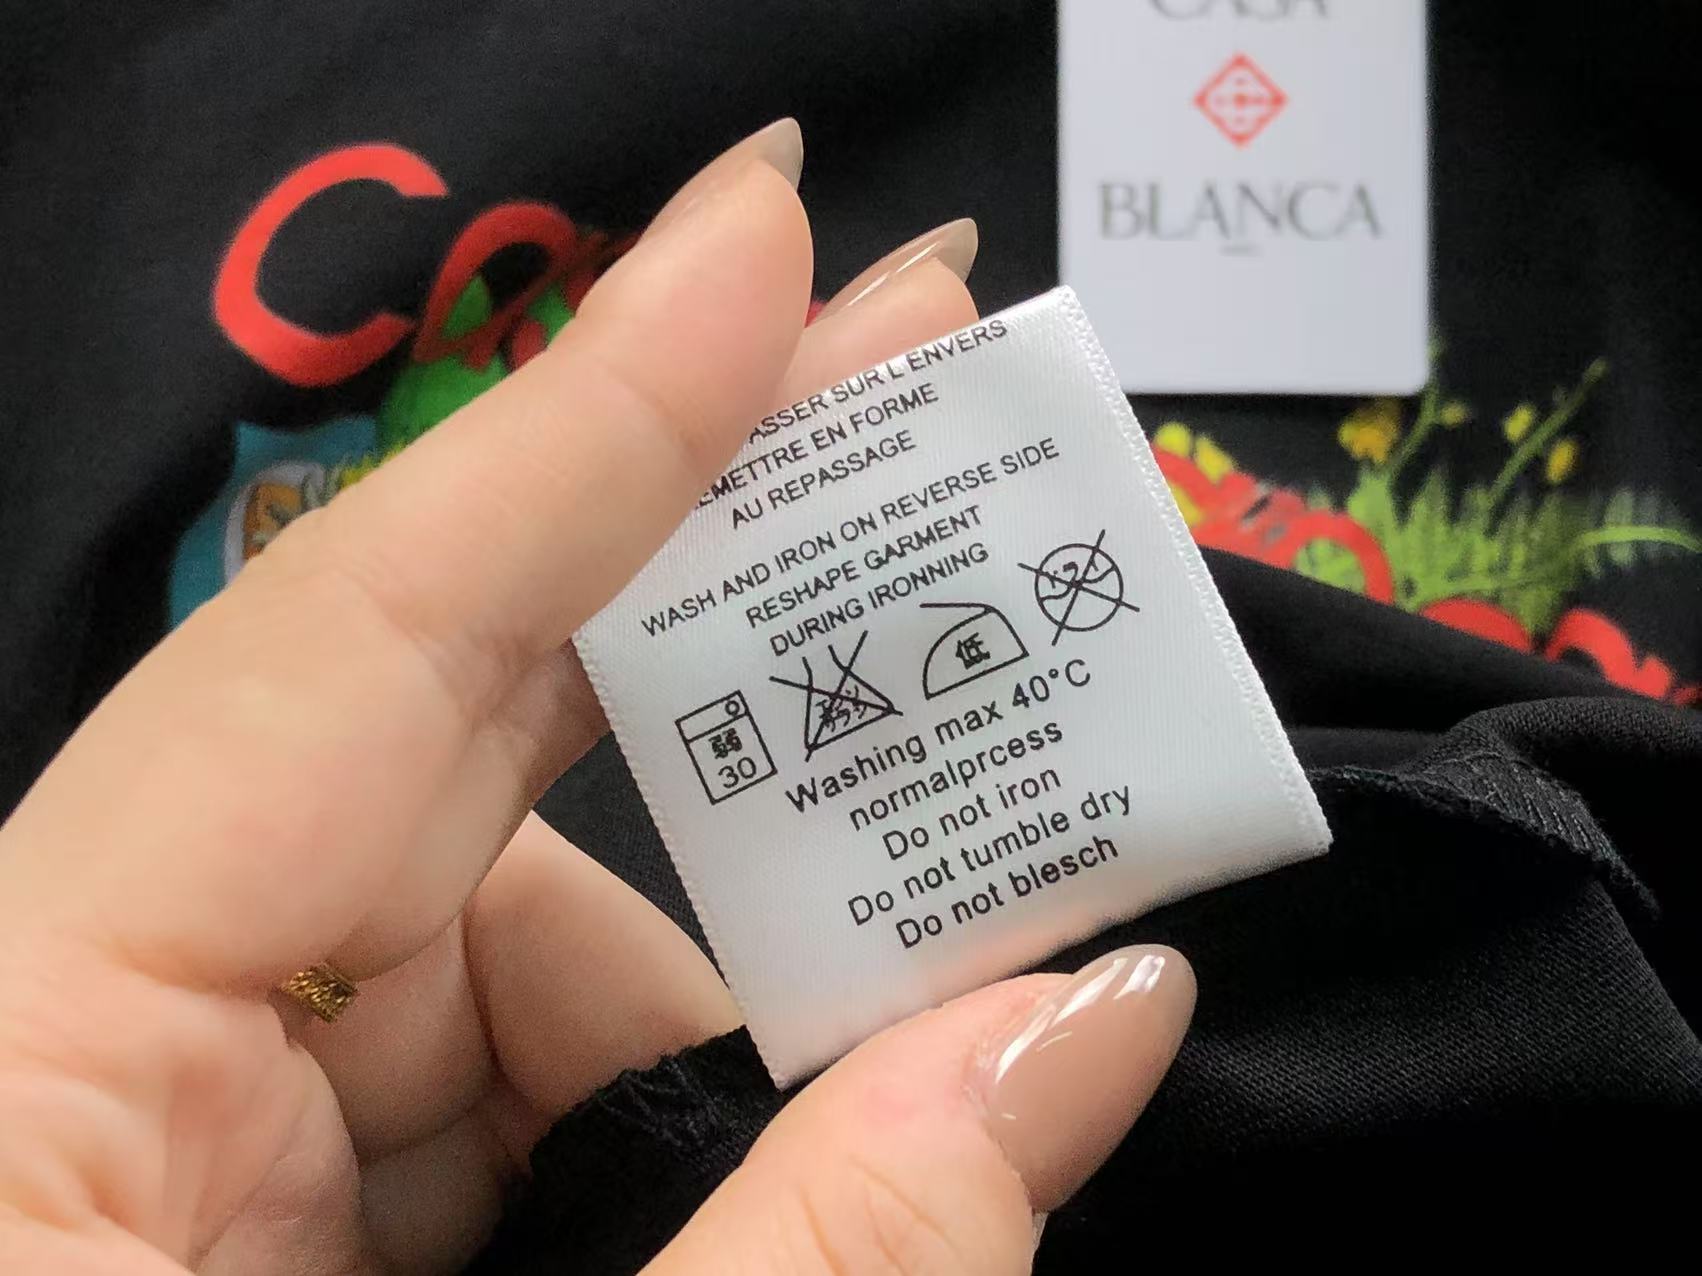 CASA
BLANCA
Ca
ASSER SUR L'ENVERS
EMETTRE EN FORME
AU REPASSAGE
WASH AND IRON ON REVERSE SIDE
RESHAPE GARMENT
DURING IRONNING
30
低
Washing max 40°C
normalprcess
Do not iron
Do not tumble dry
Do not blesch